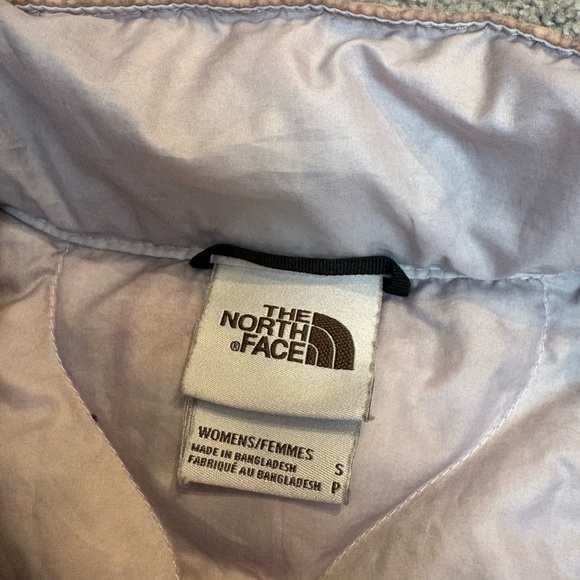 THE
NORTH
®FACE
WOMENS/FEMMES
MADE IN BANGLADESH
FABRIQUÉ AU BANGLADESH
S
P